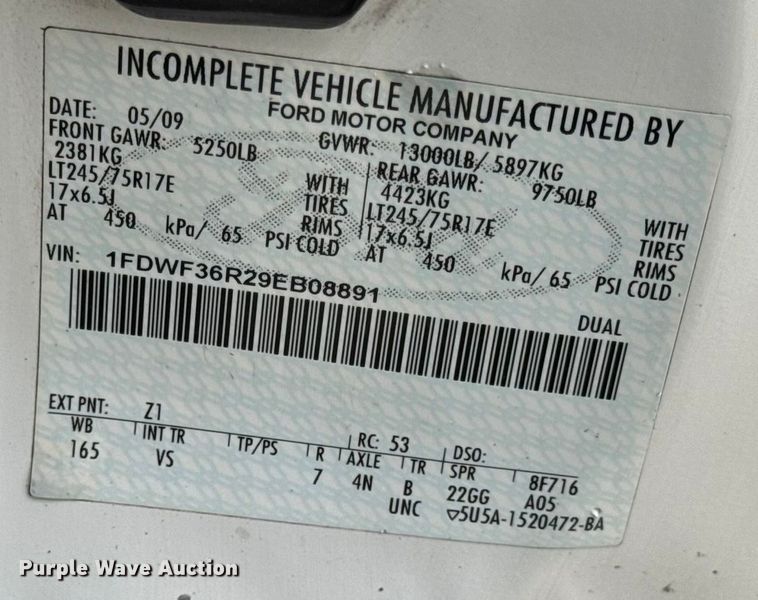 INCOMPLETE VEHICLE MANUFACTURED BY
FORD MOTOR COMPANY
DATE: 05/09 GVWR: 13000LB/ 5897KG
FRONT GAWR: 5250LB REAR GAWR: 9750LB
2381KG WITH 4423KG WITH
LT245/75R17E TIRES LT245/75R17E TIRES
17x6.5J RIMS 17x6.5J RIMS
AT 450 kPa/ 65 PSI COLD AT 450 kPa/ 65 PSI COLD
VIN: 1FDWF36R29EB08891
DUAL
EXT PNT: Z1 RC: 53 DSO:
WB INT TR TP/PS R AXLE TR SPR 8F716
165 VS 7 4N B 22GG A05
UNC ▽5U5A-1520472-BA
Purple Wave Auction